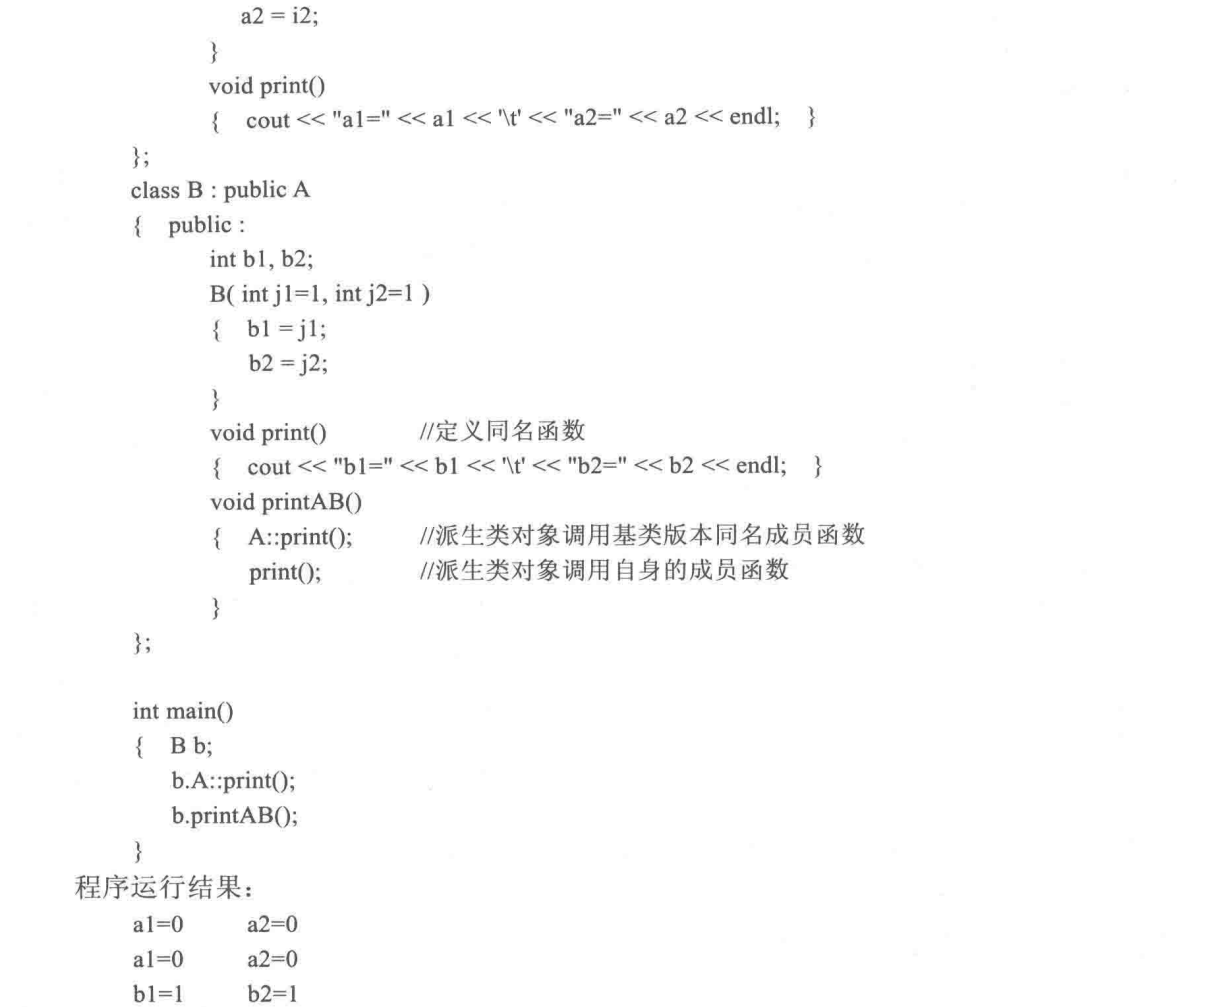 a2 = i2;
}
void print()
{ cout << "a1=" << a1 << '\t' << "a2=" << a2 << endl; }
};
class B : public A
{ public :
int b1, b2;
B( int j1=1, int j2=1 )
{ b1 = j1;
b2 = j2;
}
void print() //定义同名函数
{ cout << "b1=" << b1 << '\t' << "b2=" << b2 << endl; }
void printAB()
{ A::print(); //派生类对象调用基类版本同名成员函数
print(); //派生类对象调用自身的成员函数
}
};
int main()
{ B b;
b.A::print();
b.printAB();
}
程序运行结果：
a1=0 a2=0
a1=0 a2=0
b1=1 b2=1